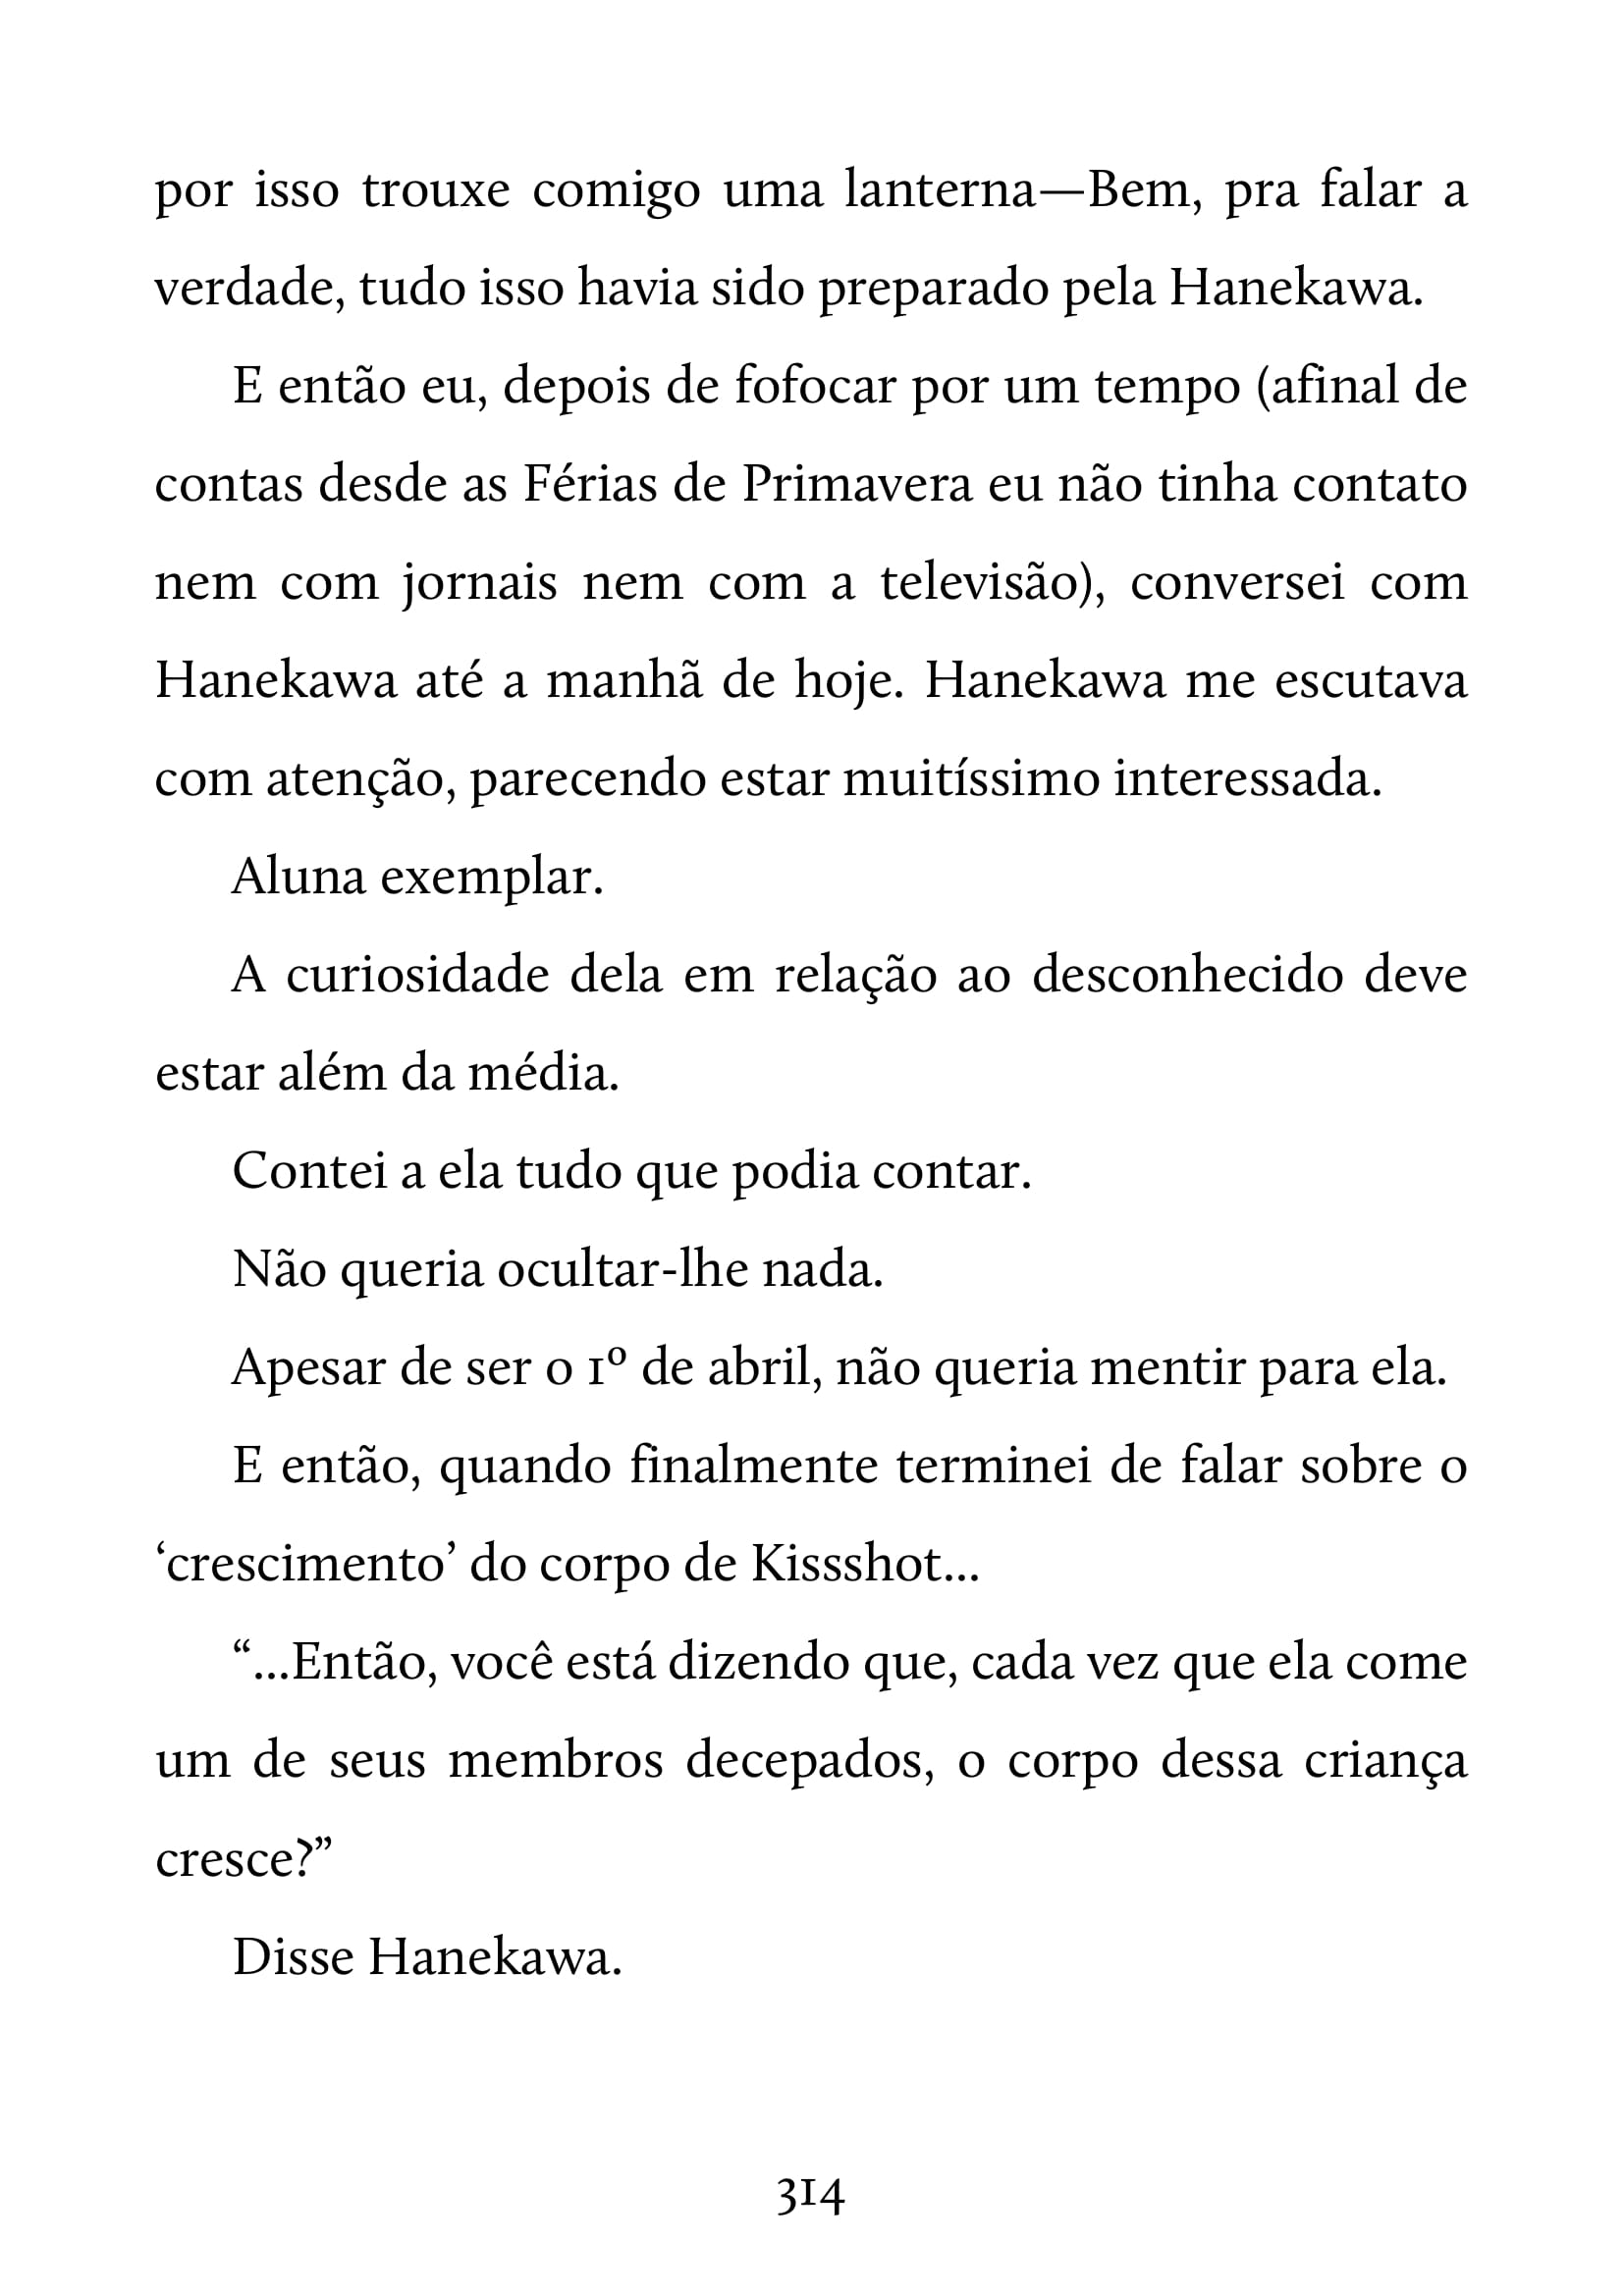 por isso trouxe comigo uma lanterna—Bem, pra falar a
verdade, tudo isso havia sido preparado pela Hanekawa.
E então eu, depois de fofocar por um tempo (afinal de
contas desde as Férias de Primavera eu não tinha contato
nem com jornais nem com a televisão), conversei com
Hanekawa até a manhã de hoje. Hanekawa me escutava
com atenção, parecendo estar muitíssimo interessada.
Aluna exemplar.
A curiosidade dela em relação ao desconhecido deve
estar além da média.
Contei a ela tudo que podia contar.
Não queria ocultar-lhe nada.
Apesar de ser o 1º de abril, não queria mentir para ela.
E então, quando finalmente terminei de falar sobre o
‘crescimento’ do corpo de Kissshot...
“...Então, você está dizendo que, cada vez que ela come
um de seus membros decepados, o corpo dessa criança
cresce?”
Disse Hanekawa.
314